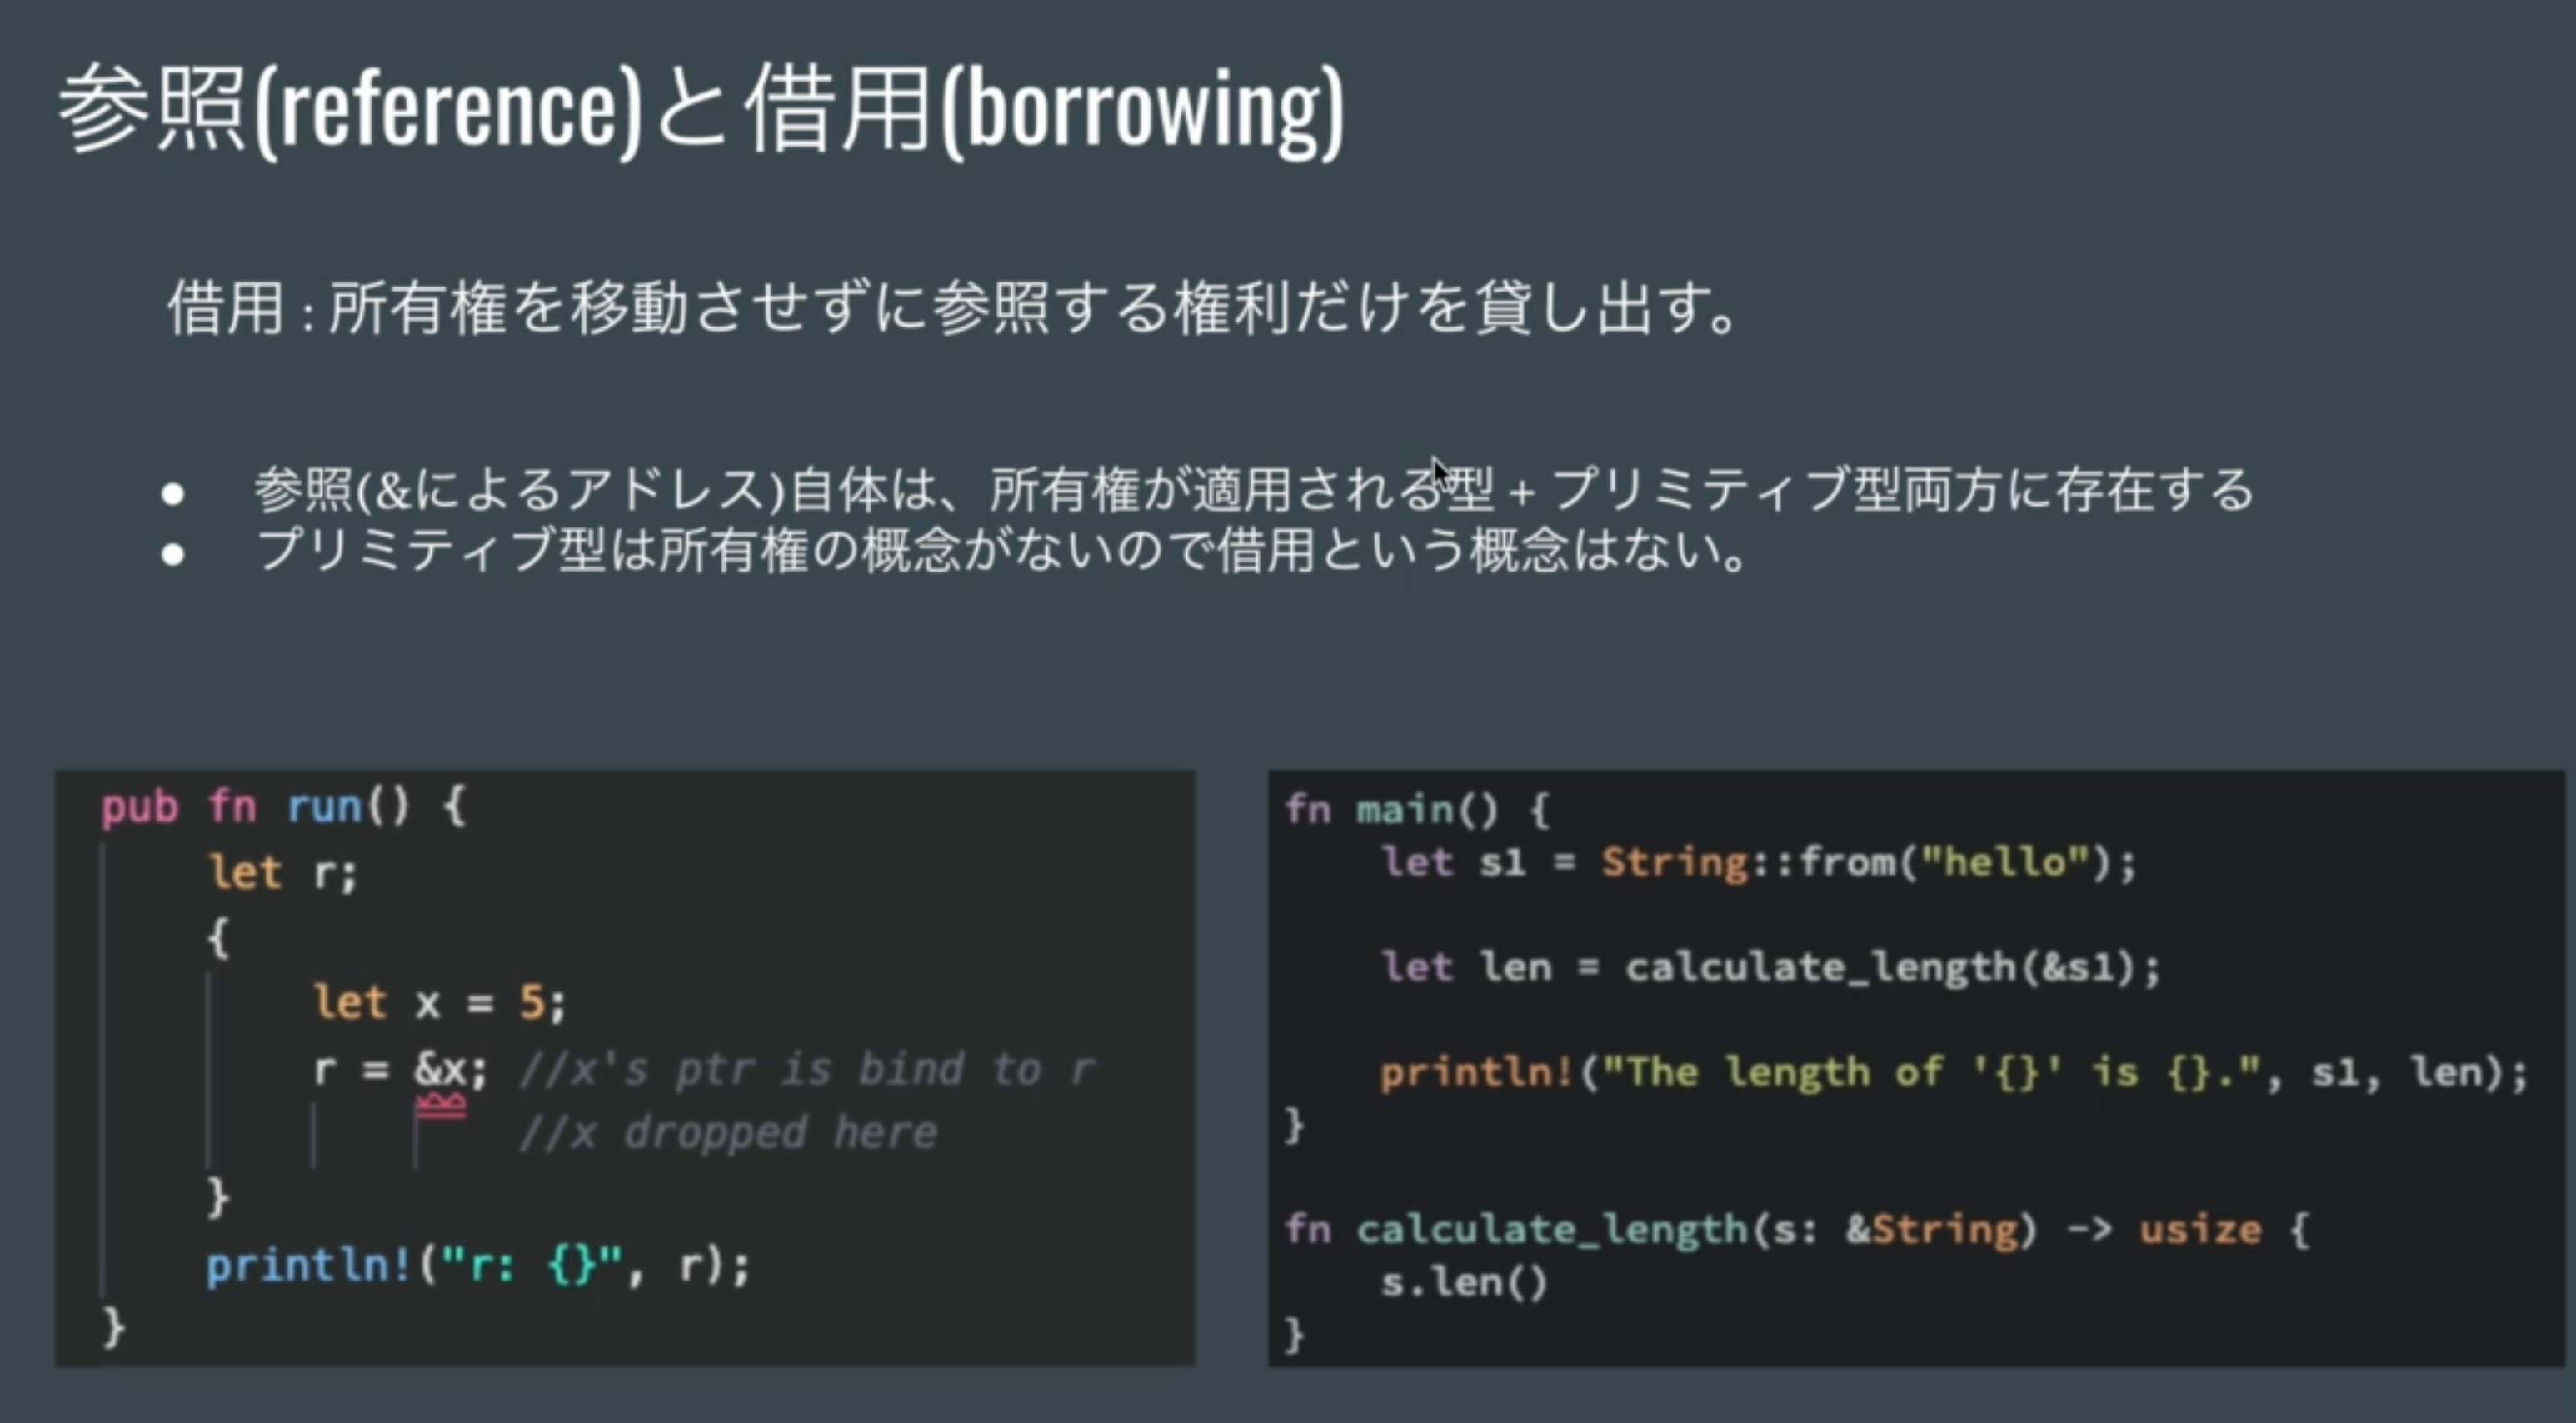 参照(reference)と借用(borrowing)
借用 : 所有権を移動させずに参照する権利だけを貸し出す。
● 参照(&によるアドレス)自体は、所有権が適用される型 + プリミティブ型両方に存在する
● プリミティブ型は所有権の概念がないので借用という概念はない。
pub fn run() {
    let r;
    {
        let x = 5;
        r = &x; //x's ptr is bind to r
                //x dropped here
    }
    println!("r: {}", r);
}
fn main() {
    let s1 = String::from("hello");
    let len = calculate_length(&s1);
    println!("The length of '{}' is {}.", s1, len);
}
fn calculate_length(s: &String) -> usize {
    s.len()
}